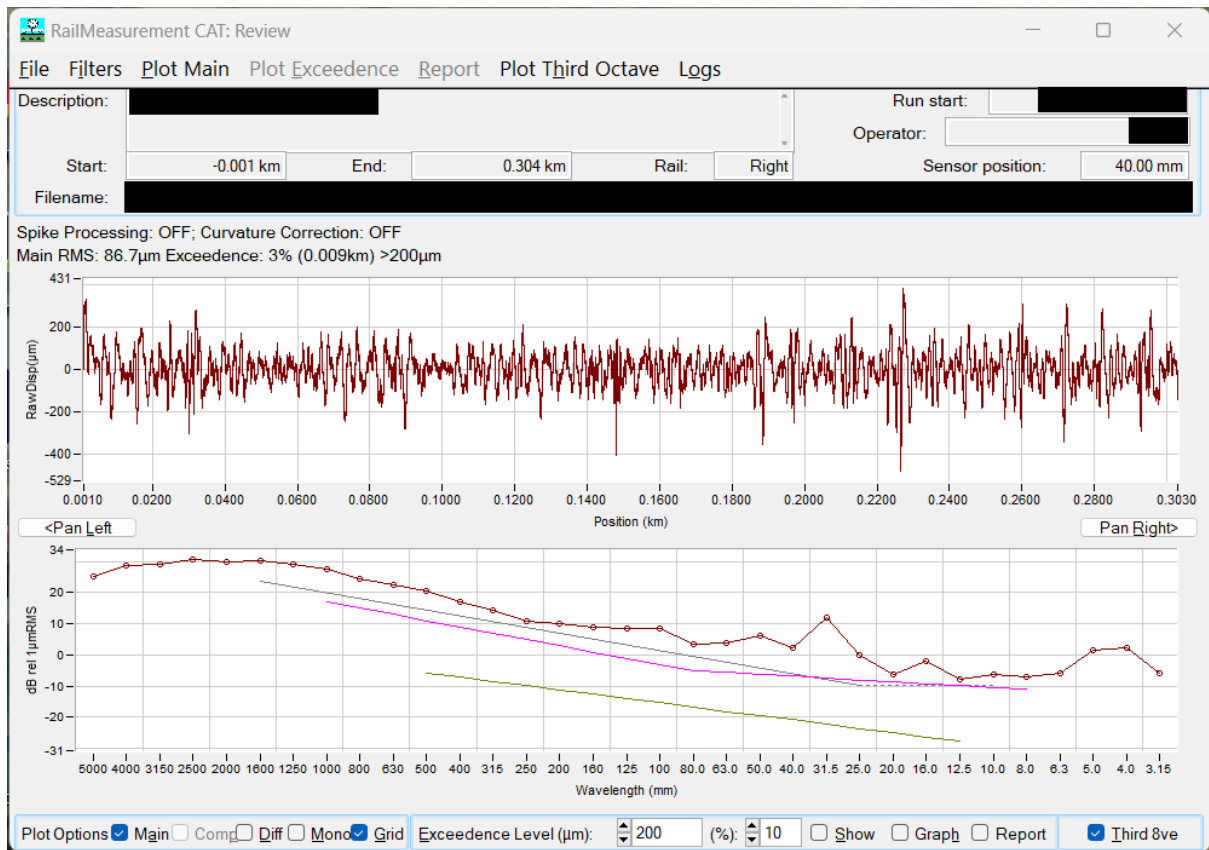 RailMeasurement CAT: Review
File Filters Plot Main Plot Exceedence Report Plot Third Octave Logs
Description: Run start:
Operator:
Start: -0.001 km End: 0.304 km Rail: Right Sensor position: 40.00 mm
Filename:
Spike Processing: OFF; Curvature Correction: OFF
Main RMS: 86.7µm Exceedence: 3% (0.009km) >200µm
431
200
0
-200
-400
-529
RawDisp(µm)
0.0010 0.0200 0.0400 0.0600 0.0800 0.1000 0.1200 0.1400 0.1600 0.1800 0.2000 0.2200 0.2400 0.2600 0.2800 0.3030
Position (km)
<Pan Left Pan Right>
34
20
10
0
-10
-20
-31
dB rel 1µmRMS
5000 4000 3150 2500 2000 1600 1250 1000 800 630 500 400 315 250 200 160 125 100 80.0 63.0 50.0 40.0 31.5 25.0 20.0 16.0 12.5 10.0 8.0 6.3 5.0 4.0 3.15
Wavelength (mm)
Plot Options Main Comp Diff Mono Grid Exceedence Level (µm): 200 (%): 10 Show Graph Report Third 8ve